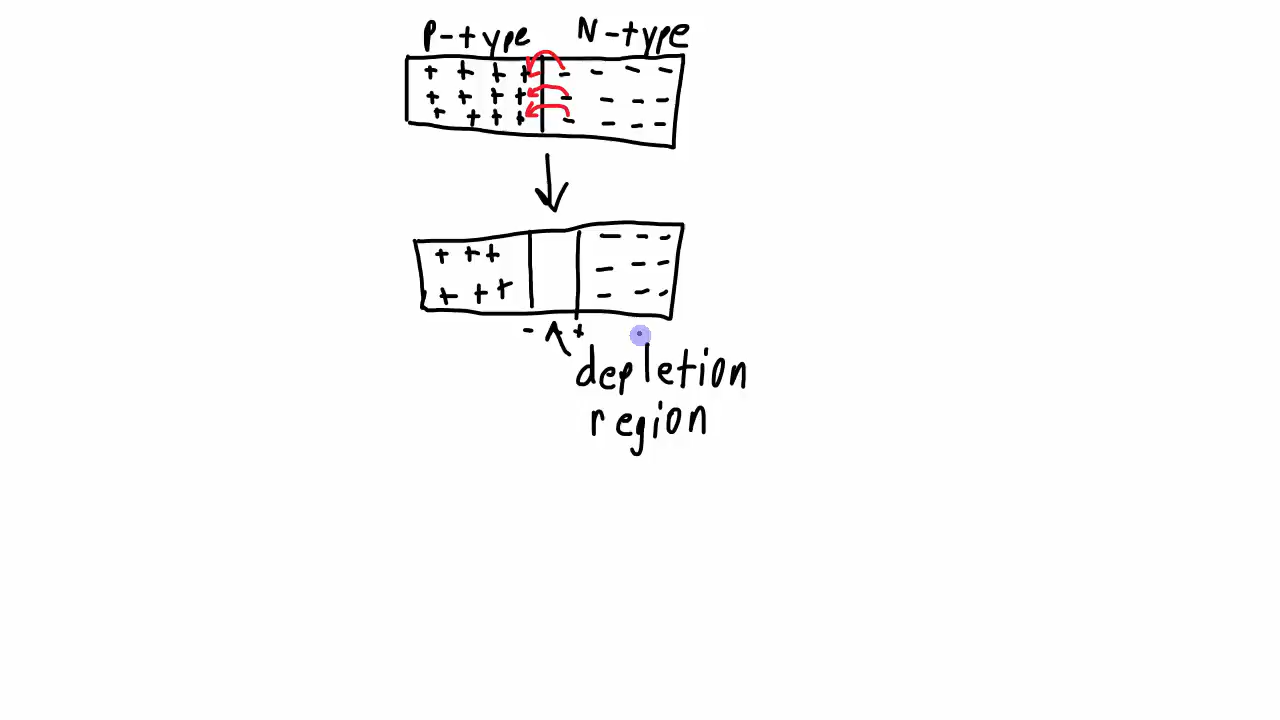 P-type N-type
+ + + + - - - -
+ + + + - - - -
+ + + + - - - -
+ + + - - -
- - -
+ + + - - -
- +
depletion
region